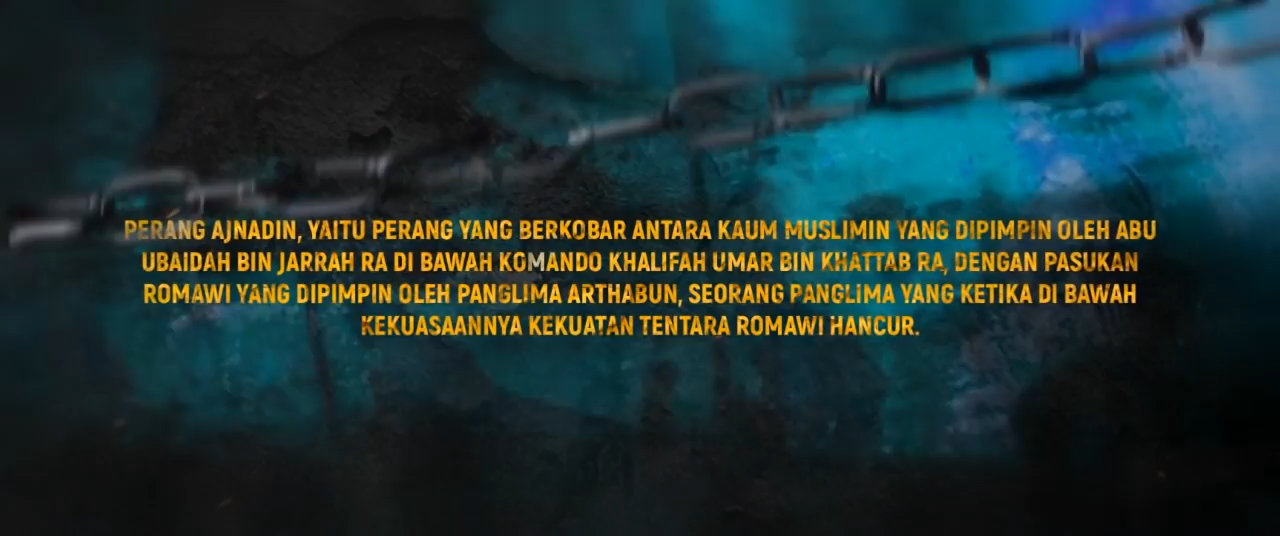 PERANG AJNADIN, YAITU PERANG YANG BERKOBAR ANTARA KAUM MUSLIMIN YANG DIPIMPIN OLEH ABU
UBAIDAH BIN JARRAH RA DI BAWAH KOMANDO KHALIFAH UMAR BIN KHATTAB RA, DENGAN PASUKAN
ROMAWI YANG DIPIMPIN OLEH PANGLIMA ARTHABUN, SEORANG PANGLIMA YANG KETIKA DI BAWAH
KEKUASAANNYA KEKUATAN TENTARA ROMAWI HANCUR.